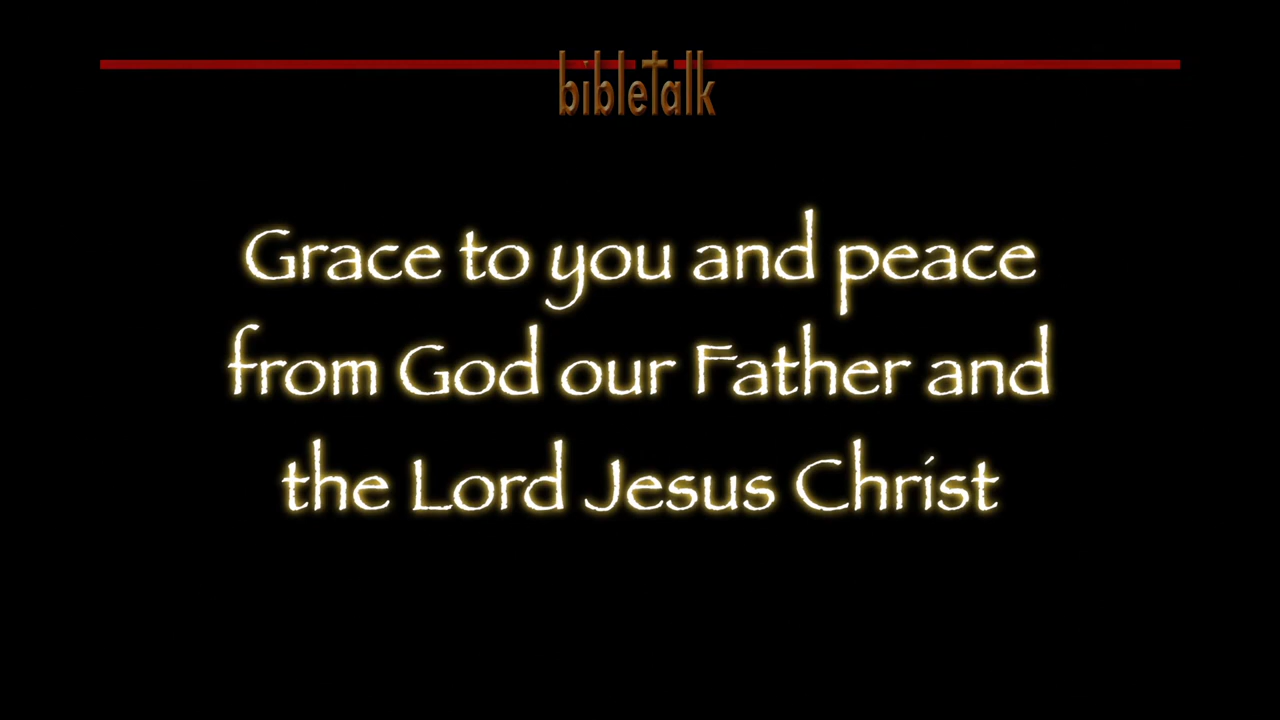 bibleTalk
Grace to you and peace
from God our Father and
the Lord Jesus Christ